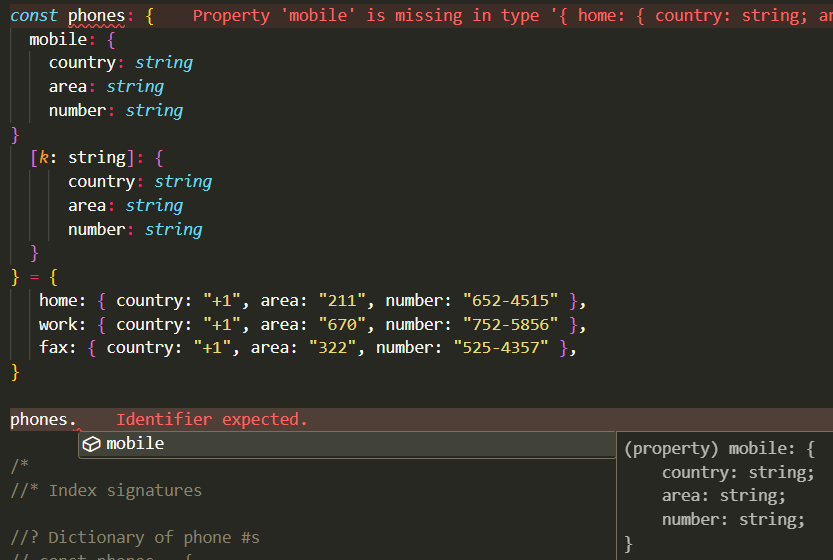 const phones: {    Property 'mobile' is missing in type '{ home: { country: string; ar
  mobile: {
    country: string
    area: string
    number: string
}
  [k: string]: {
      country: string
      area: string
      number: string
  }
} = {
   home: { country: "+1", area: "211", number: "652-4515" },
   work: { country: "+1", area: "670", number: "752-5856" },
   fax: { country: "+1", area: "322", number: "525-4357" },
}
phones.    Identifier expected.
mobile
(property) mobile: {
    country: string;
    area: string;
    number: string;
}
/*
//* Index signatures
//? Dictionary of phone #s
// const phones = {